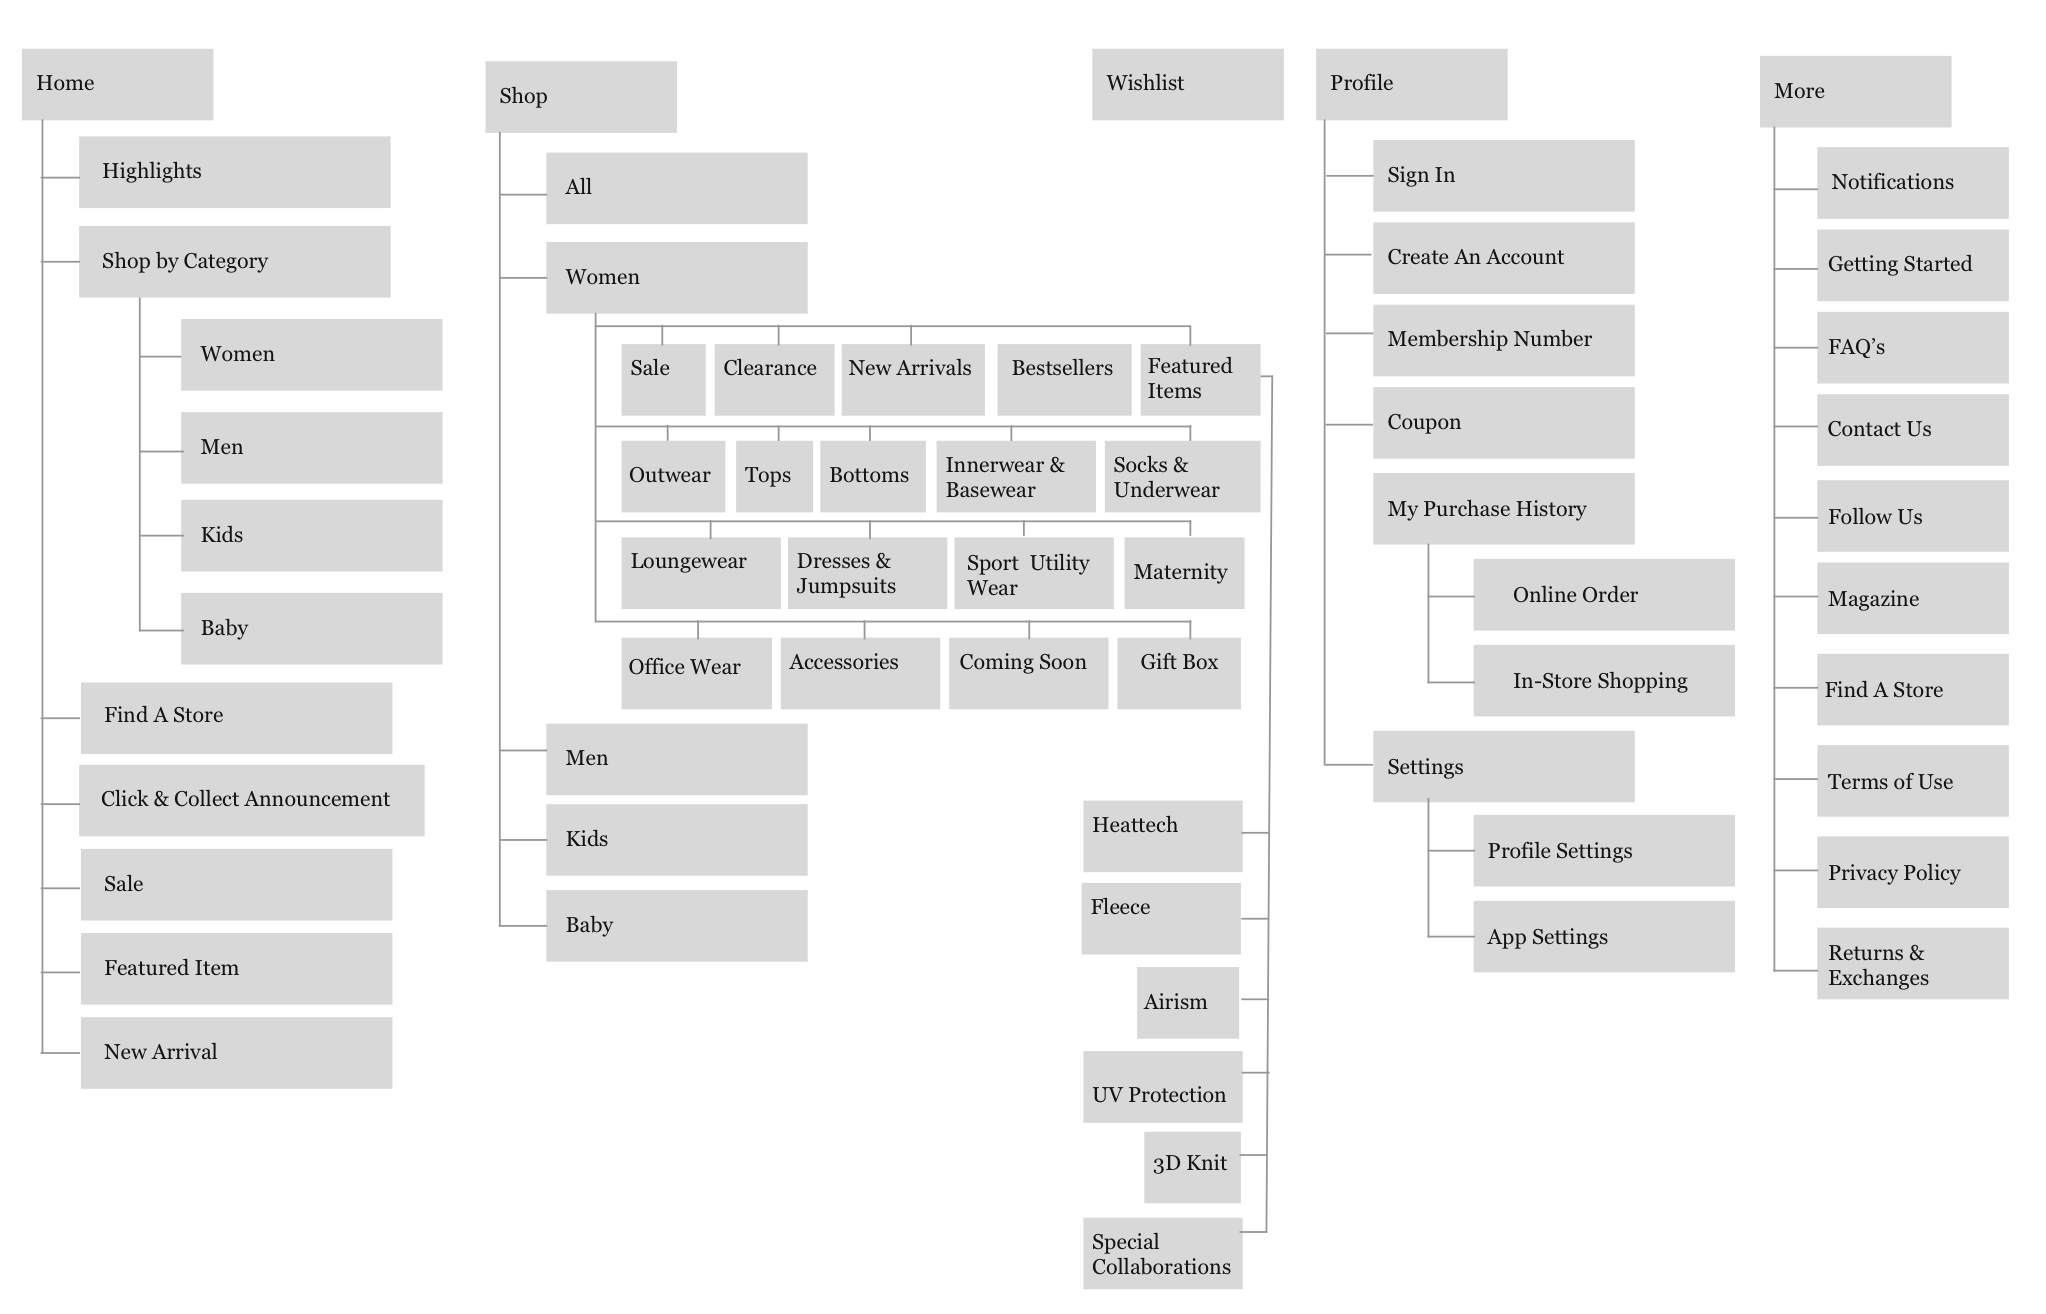 Home
Highlights
Shop by Category
Women
Men
Kids
Baby
Find A Store
Click & Collect Announcement
Sale
Featured Item
New Arrival
Shop
All
Women
Sale
Clearance
New Arrivals
Bestsellers
Featured
Items
Outwear
Tops
Bottoms
Innerwear &
Basewear
Socks &
Underwear
Loungewear
Dresses &
Jumpsuits
Sport  Utility
Wear
Maternity
Office Wear
Accessories
Coming Soon
Gift Box
Men
Kids
Baby
Heattech
Fleece
Airism
UV Protection
3D Knit
Special
Collaborations
Wishlist
Profile
Sign In
Create An Account
Membership Number
Coupon
My Purchase History
Online Order
In-Store Shopping
Settings
Profile Settings
App Settings
More
Notifications
Getting Started
FAQ’s
Contact Us
Follow Us
Magazine
Find A Store
Terms of Use
Privacy Policy
Returns &
Exchanges